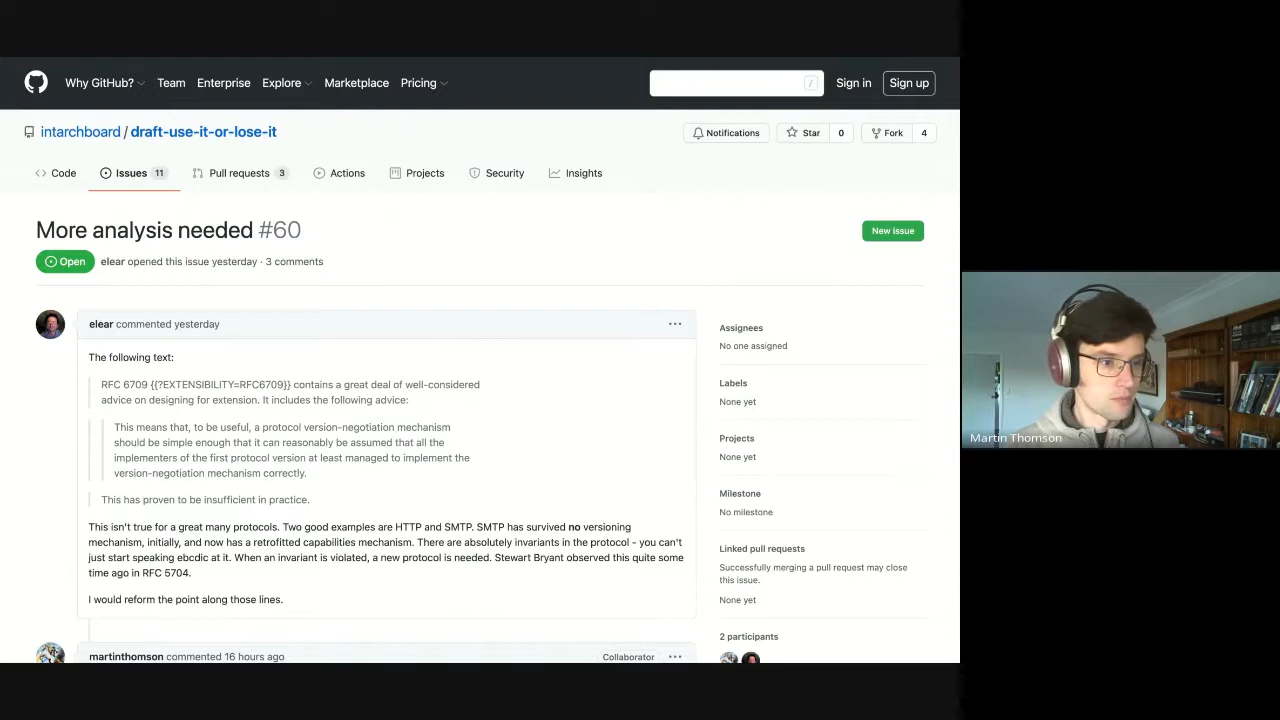 Why GitHub? Team Enterprise Explore Marketplace Pricing / Sign in Sign up
intarchboard / draft-use-it-or-lose-it Notifications Star 0 Fork 4
Code Issues 11 Pull requests 3 Actions Projects Security Insights
More analysis needed #60 New issue
Open elear opened this issue yesterday · 3 comments
elear commented yesterday
The following text:
RFC 6709 {{?EXTENSIBILITY=RFC6709}} contains a great deal of well-considered
advice on designing for extension. It includes the following advice:
This means that, to be useful, a protocol version-negotiation mechanism
should be simple enough that it can reasonably be assumed that all the
implementers of the first protocol version at least managed to implement the
version-negotiation mechanism correctly.
This has proven to be insufficient in practice.
This isn't true for a great many protocols. Two good examples are HTTP and SMTP. SMTP has survived no versioning
mechanism, initially, and now has a retrofitted capabilities mechanism. There are absolutely invariants in the protocol - you can't
just start speaking ebcdic at it. When an invariant is violated, a new protocol is needed. Stewart Bryant observed this quite some
time ago in RFC 5704.
I would reform the point along those lines.
martinthomson commented 16 hours ago Collaborator
Assignees
No one assigned
Labels
None yet
Projects
None yet
Milestone
No milestone
Linked pull requests
Successfully merging a pull request may close
this issue.
None yet
2 participants
Martin Thomson